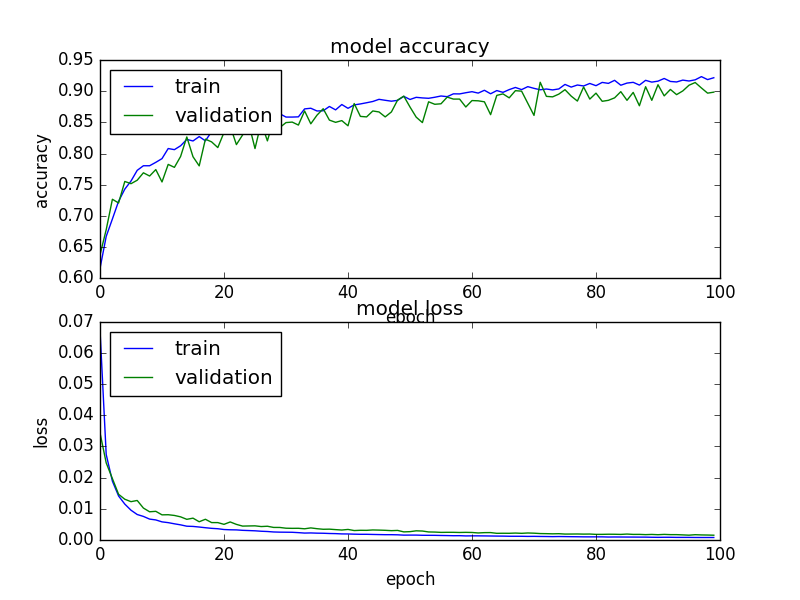 model accuracy
0.95
0.90
0.85
0.80
0.75
0.70
0.65
0.60
accuracy
train
validation
0 20 40 60 80 100
epoch
model loss
0.07
0.06
0.05
0.04
0.03
0.02
0.01
0.00
loss
train
validation
0 20 40 60 80 100
epoch